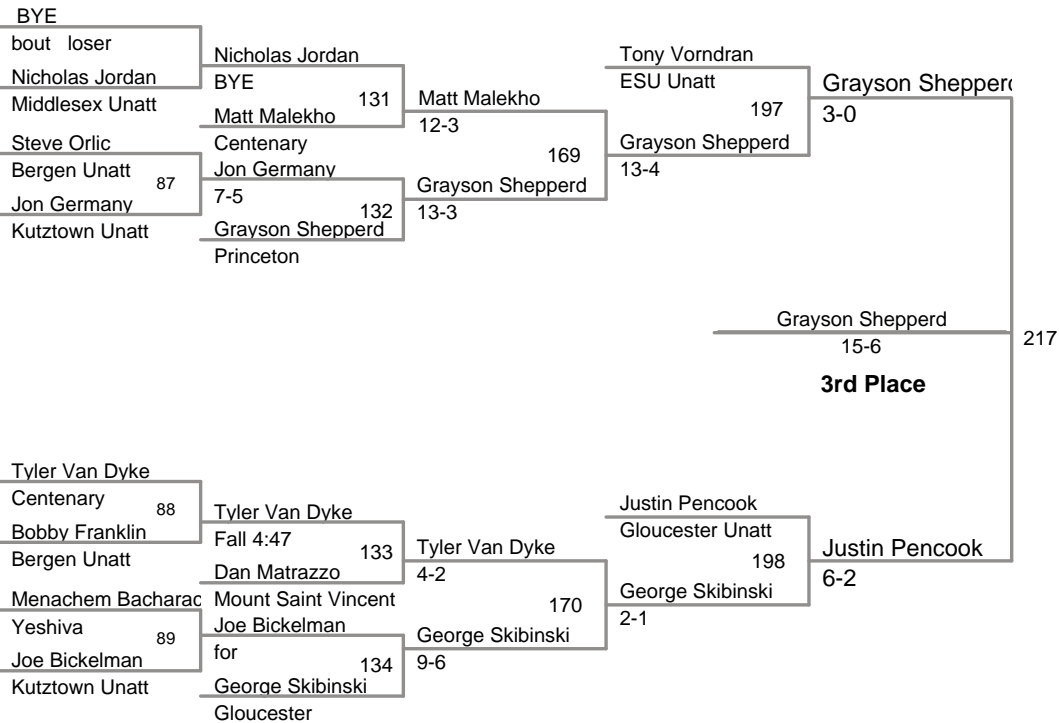 BYE
bout loser
Nicholas Jordan
Middlesex Unatt
Steve Orlic
Bergen Unatt
87
Jon Germany
Kutztown Unatt
Nicholas Jordan
BYE
131
Matt Malekho
Centenary
Jon Germany
7-5
132
Grayson Shepperd
Princeton
Matt Malekho
12-3
169
Grayson Shepperd
13-3
Tony Vorndran
ESU Unatt
197
Grayson Shepperd
13-4
Grayson Shepperd
3-0
Grayson Shepperd
15-6
217
3rd Place
Tyler Van Dyke
Centenary
88
Bobby Franklin
Bergen Unatt
Menachem Bacharac
Yeshiva
89
Joe Bickelman
Kutztown Unatt
Tyler Van Dyke
Fall 4:47
133
Dan Matrazzo
Mount Saint Vincent
Joe Bickelman
for
134
George Skibinski
Gloucester
Tyler Van Dyke
4-2
170
George Skibinski
9-6
Justin Pencook
Gloucester Unatt
198
George Skibinski
2-1
Justin Pencook
6-2